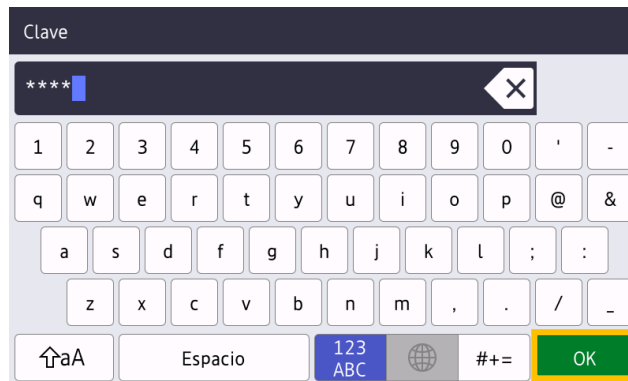 Clave
****
1 2 3 4 5 6 7 8 9 0 ' -
q w e r t y u i o p @ &
a s d f g h j k l ; :
z x c v b n m , . / _
aA Espacio 123 ABC #+= OK